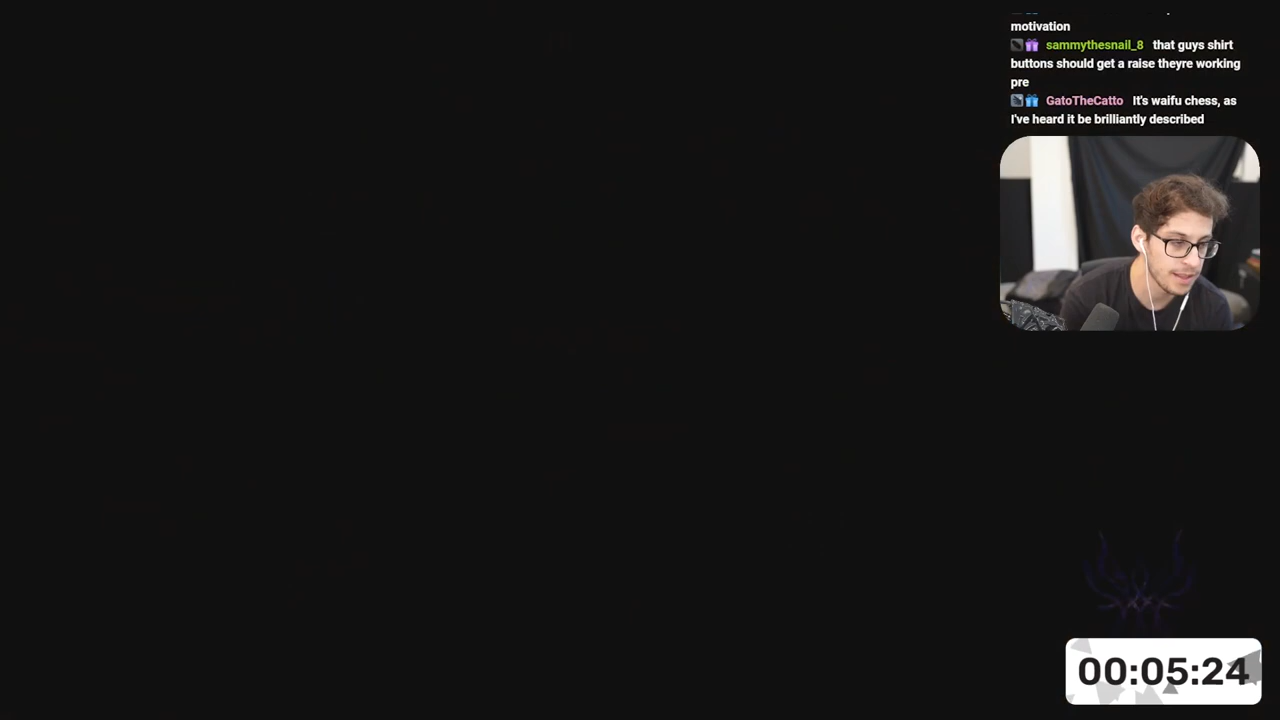 motivation
sammythesnail_8 that guys shirt
buttons should get a raise theyre working
pre
GatoTheCatto It's waifu chess, as
I've heard it be brilliantly described
00:05:24